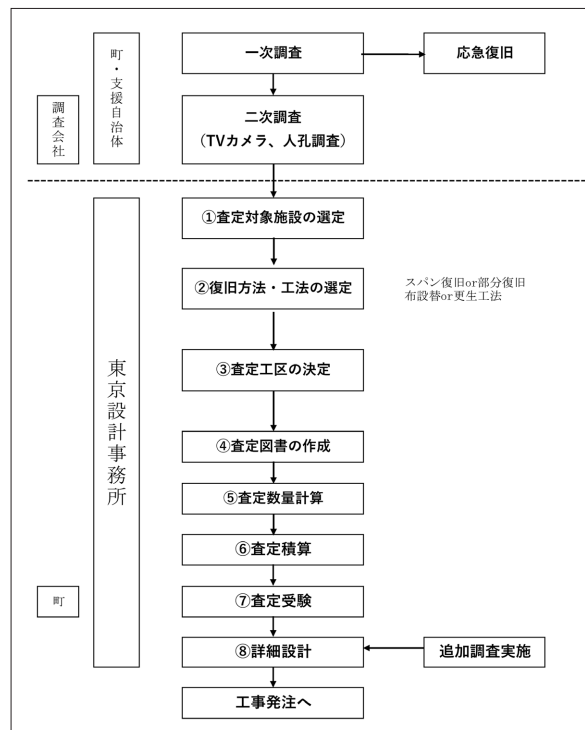 一次調査
応急復旧
町・支援自治体
調査会社
二次調査
（TVカメラ、人孔調査）
①査定対象施設の選定
②復旧方法・工法の選定
スパン復旧or部分復旧
布設替or更生工法
③査定工区の決定
東京設計事務所
④査定図書の作成
⑤査定数量計算
⑥査定積算
町
⑦査定受験
⑧詳細設計
追加調査実施
工事発注へ